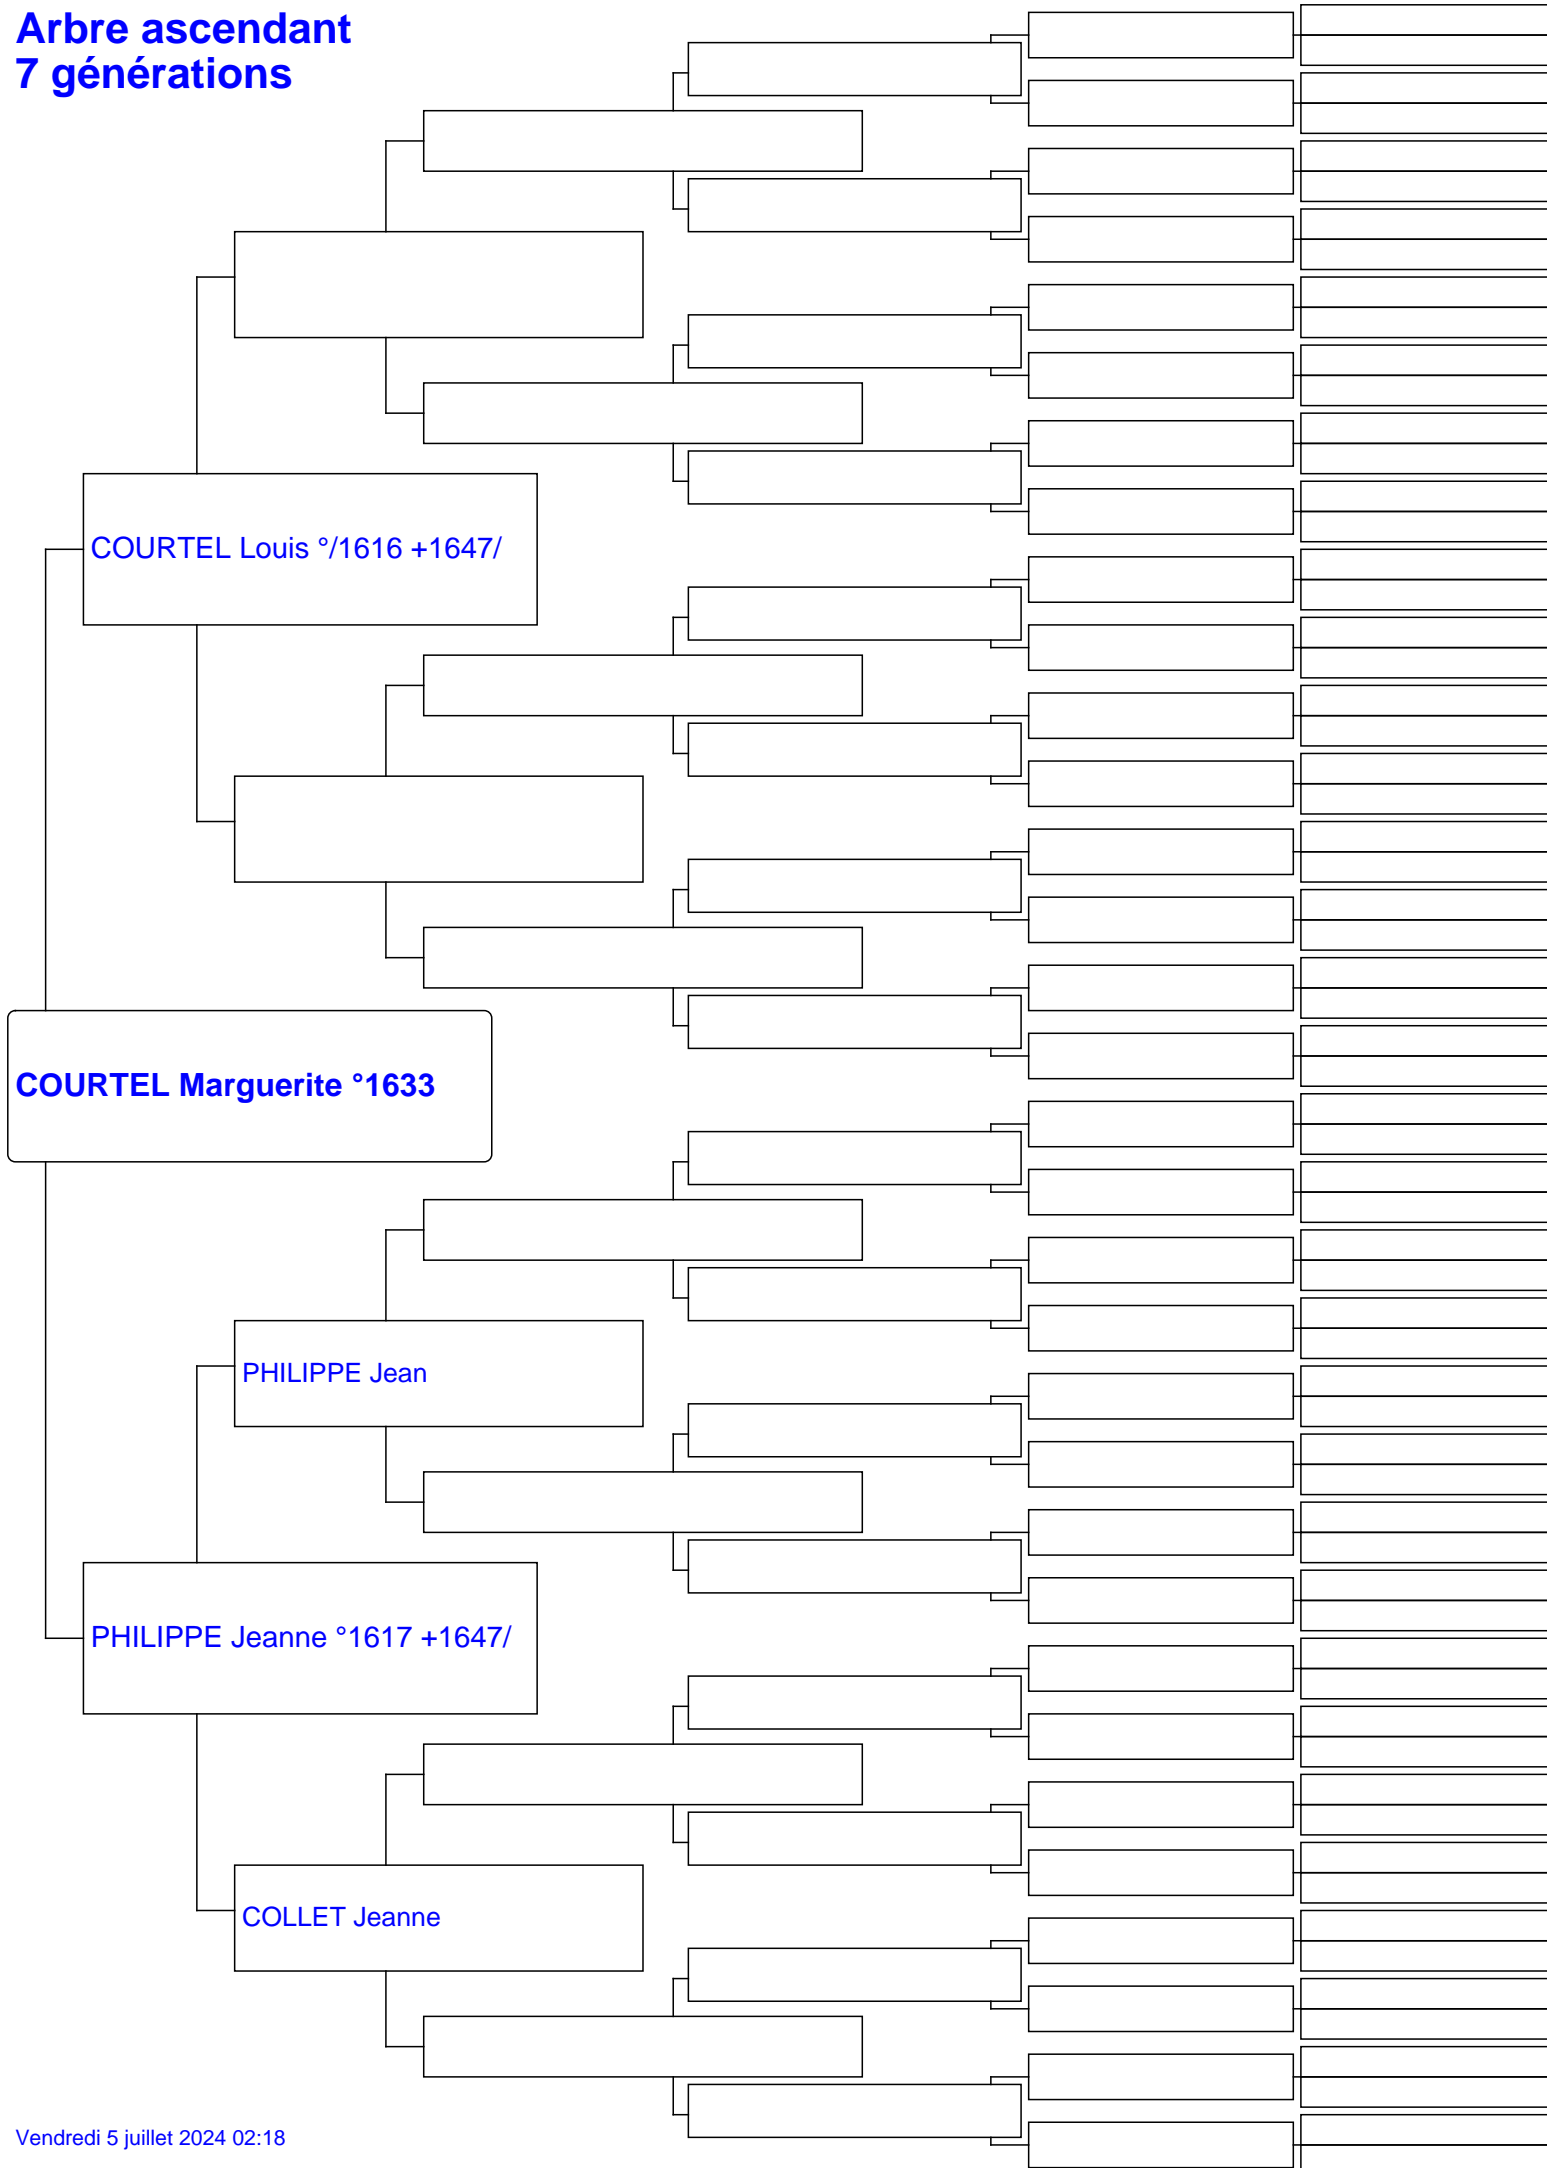 Arbre ascendant
7 générations
COURTEL Louis °/1616 +1647/
COURTEL Marguerite °1633
PHILIPPE Jean
PHILIPPE Jeanne °1617 +1647/
COLLET Jeanne
Vendredi 5 juillet 2024 02:18